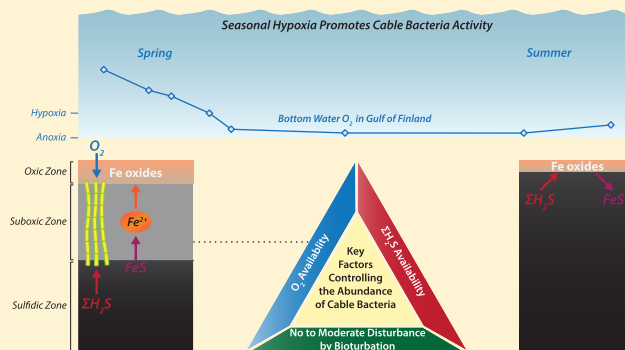 Seasonal Hypoxia Promotes Cable Bacteria Activity
Spring
Summer
Hypoxia
Bottom Water O2 in Gulf of Finland
Anoxia
O2
Oxic Zone
Fe oxides
Fe oxides
ΣH2S
FeS
Suboxic Zone
Fe2+
FeS
O2 Availability
ΣH2S Availability
Key
Factors
Controlling
the Abundance
of Cable Bacteria
Sulfidic Zone
ΣH2S
No to Moderate Disturbance
by Bioturbation